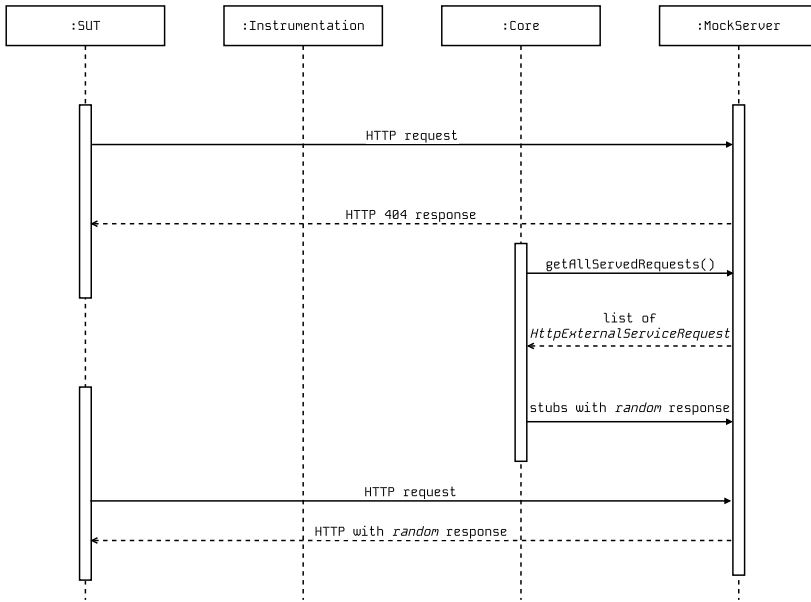 :SUT
:Instrumentation
:Core
:MockServer
HTTP request
HTTP 404 response
getAllServedRequests()
list of
HttpExternalServiceRequest
stubs with random response
HTTP request
HTTP with random response